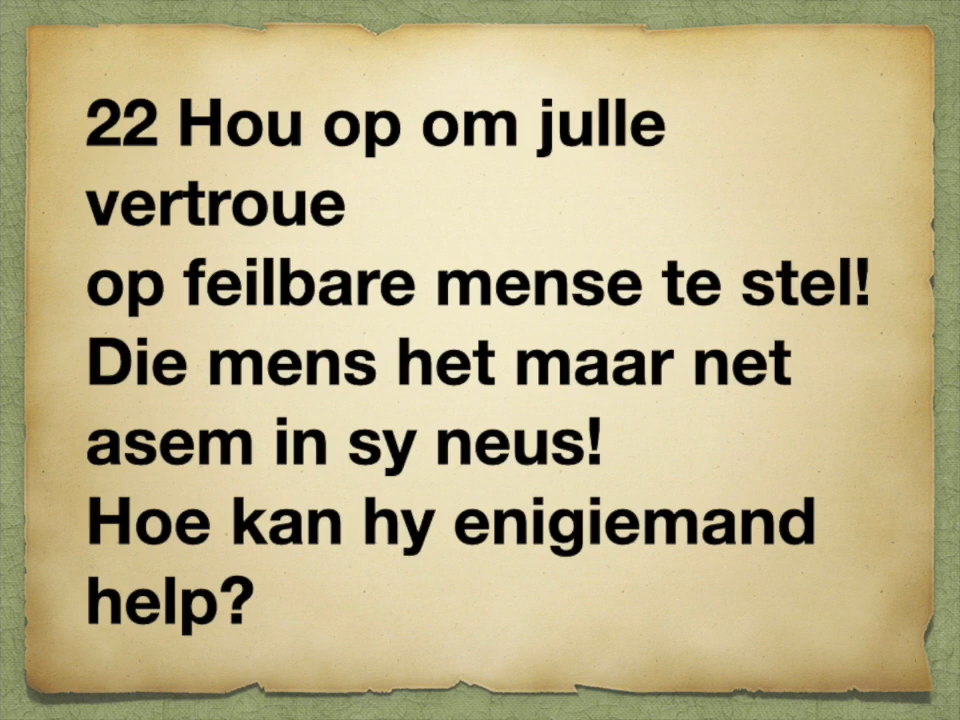 22 Hou op om julle
vertroue
op feilbare mense te stel!
Die mens het maar net
asem in sy neus!
Hoe kan hy enigiemand
help?